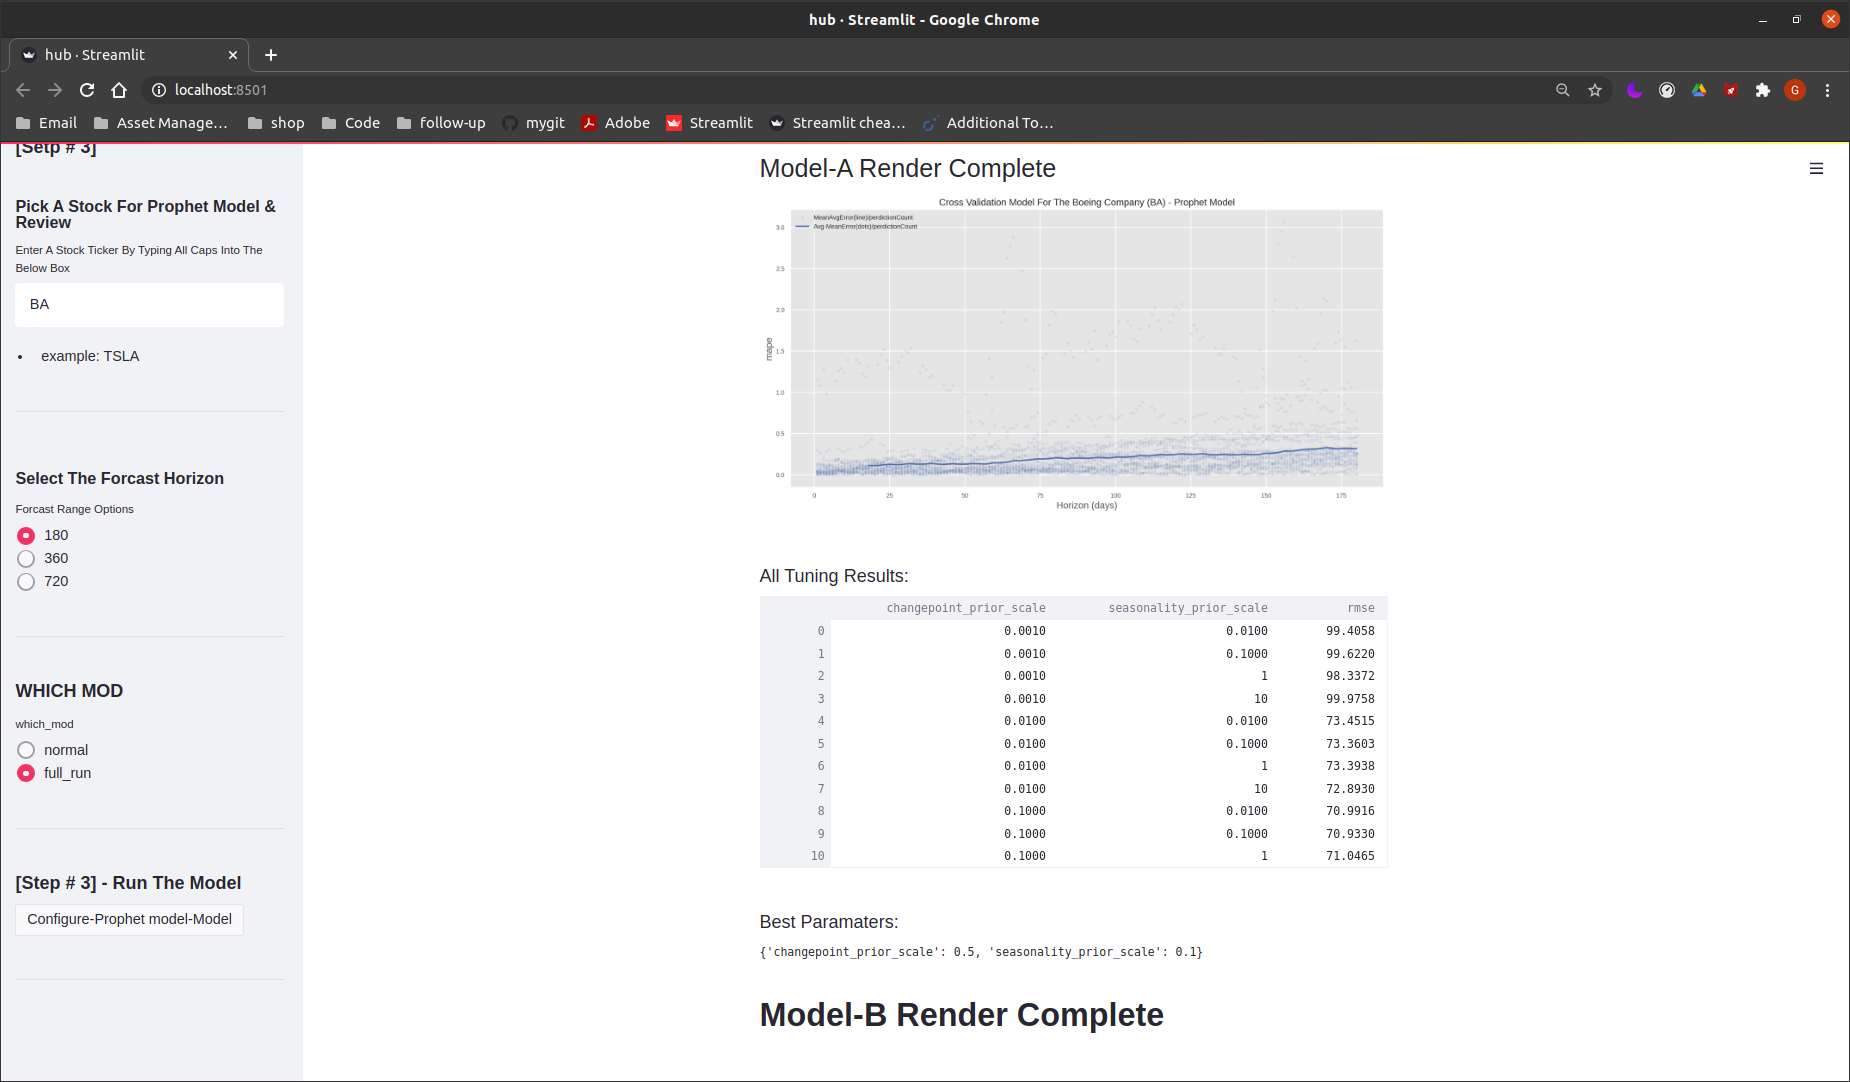 hub · Streamlit - Google Chrome
hub · Streamlit
localhost:8501
G
Email
Asset Manage…
shop
Code
follow-up
mygit
Adobe
Streamlit
Streamlit chea…
Additional To…
[Setp # 3]
Pick A Stock For Prophet Model &
Review
Enter A Stock Ticker By Typing All Caps Into The
Below Box
BA
• example: TSLA
Select The Forcast Horizon
Forcast Range Options
180
360
720
WHICH MOD
which_mod
normal
full_run
[Step # 3] - Run The Model
Configure-Prophet model-Model
Model-A Render Complete
Cross Validation Model For The Boeing Company (BA) - Prophet Model
MeanAvgError(line)/perdictionCount
Avg-MeanError(dots)/perdictionCount
3.0
2.5
2.0
1.5
1.0
0.5
0.0
mape
0 25 50 75 100 125 150 175
Horizon (days)
All Tuning Results:
changepoint_prior_scale seasonality_prior_scale rmse
0 0.0010 0.0100 99.4058
1 0.0010 0.1000 99.6220
2 0.0010 1 98.3372
3 0.0010 10 99.9758
4 0.0100 0.0100 73.4515
5 0.0100 0.1000 73.3603
6 0.0100 1 73.3938
7 0.0100 10 72.8930
8 0.1000 0.0100 70.9916
9 0.1000 0.1000 70.9330
10 0.1000 1 71.0465
Best Paramaters:
{'changepoint_prior_scale': 0.5, 'seasonality_prior_scale': 0.1}
Model-B Render Complete